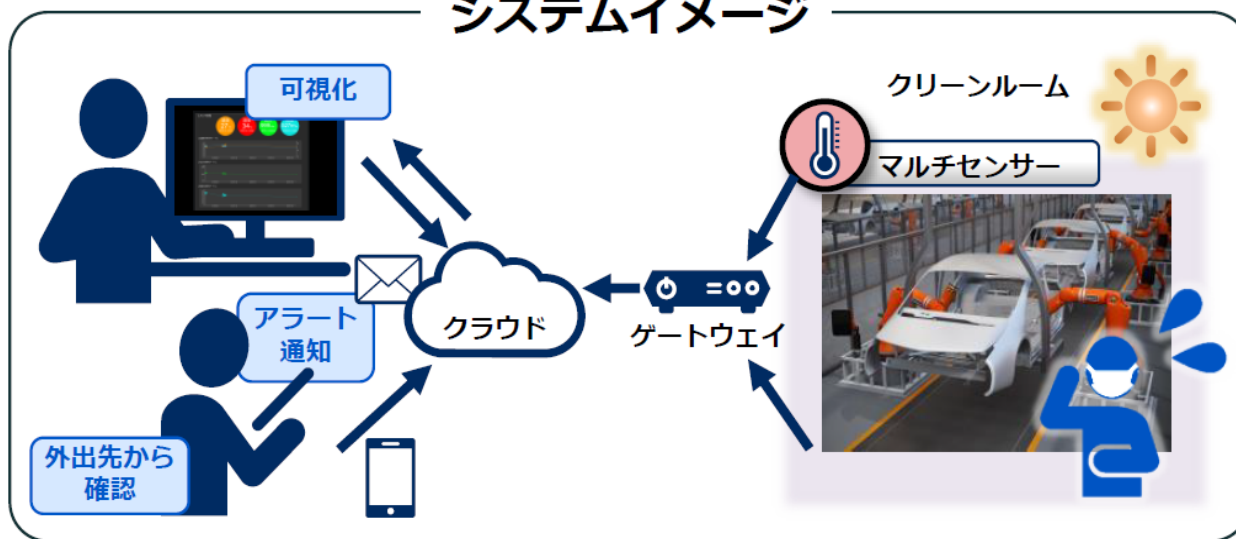 システムイメージ
可視化
クリーンルーム
マルチセンサー
アラート
通知
クラウド
ゲートウェイ
外出先から
確認